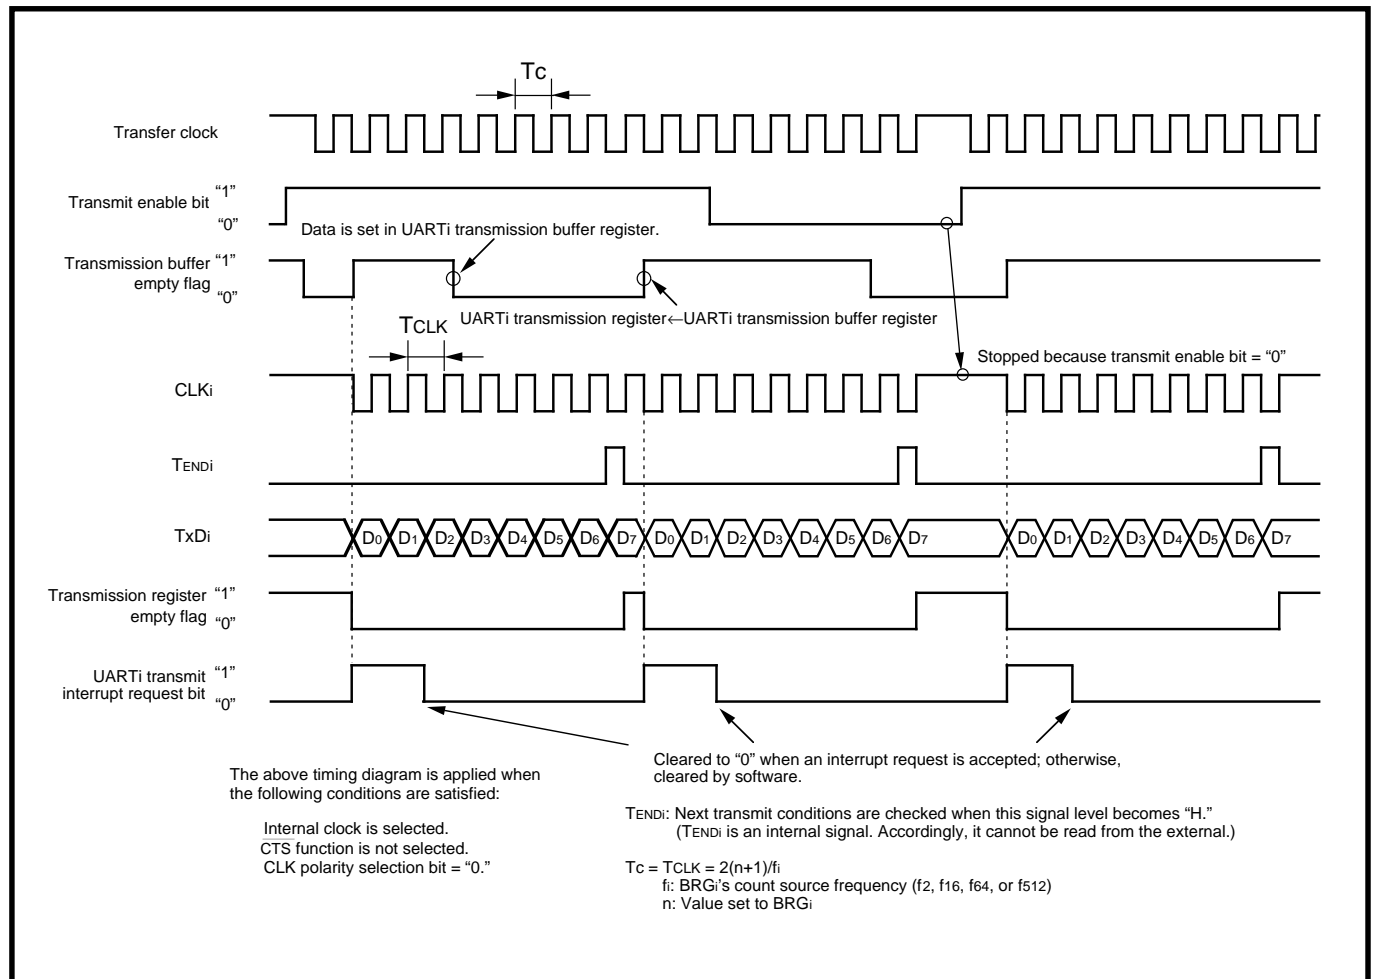 Tc
Transfer clock
Transmit enable bit
“1”
“0”
Data is set in UARTi transmission buffer register.
Transmission buffer
empty flag
“1”
“0”
UARTi transmission register←UARTi transmission buffer register
TCLK
Stopped because transmit enable bit = “0”
CLKi
TENDi
TxDi
D0 D1 D2 D3 D4 D5 D6 D7 D0 D1 D2 D3 D4 D5 D6 D7 D0 D1 D2 D3 D4 D5 D6 D7
Transmission register
empty flag
“1”
“0”
UARTi transmit
interrupt request bit
“1”
“0”
Cleared to “0” when an interrupt request is accepted; otherwise,
cleared by software.
The above timing diagram is applied when
the following conditions are satisfied:
Internal clock is selected.
CTS function is not selected.
CLK polarity selection bit = “0.”
TENDi: Next transmit conditions are checked when this signal level becomes “H.”
(TENDi is an internal signal. Accordingly, it cannot be read from the external.)
Tc = TCLK = 2(n+1)/fi
fi: BRGi’s count source frequency (f2, f16, f64, or f512)
n: Value set to BRGi